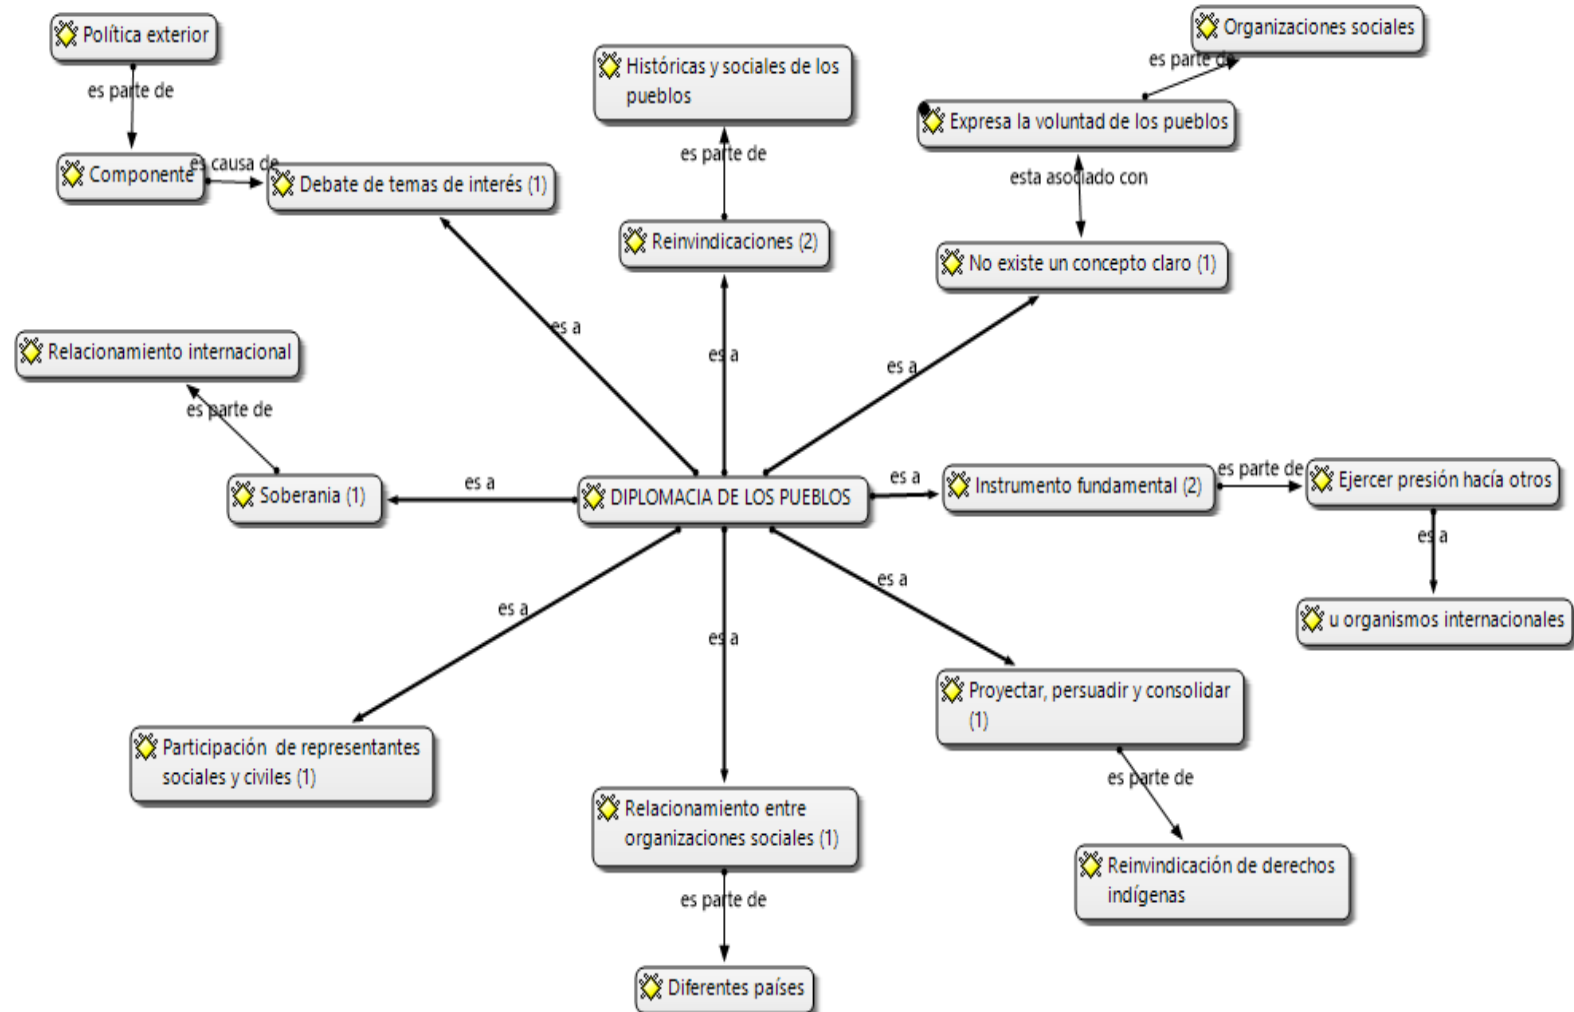 Política exterior
Organizaciones sociales
es parte de
Históricas y sociales de los
pueblos
es parte de
Expresa la voluntad de los pueblos
es parte de
Componente
es causa de
Debate de temas de interés (1)
esta asociado con
Reinvindicaciones (2)
No existe un concepto claro (1)
es a
es a
es a
Relacionamiento internacional
es parte de
Soberania (1)
es a
DIPLOMACIA DE LOS PUEBLOS
es a
Instrumento fundamental (2)
es parte de
Ejercer presión hacía otros
es a
u organismos internacionales
es a
es a
es a
Proyectar, persuadir y consolidar
(1)
Participación  de representantes
sociales y civiles (1)
es parte de
Relacionamiento entre
organizaciones sociales (1)
Reinvindicación de derechos
indígenas
es parte de
Diferentes países